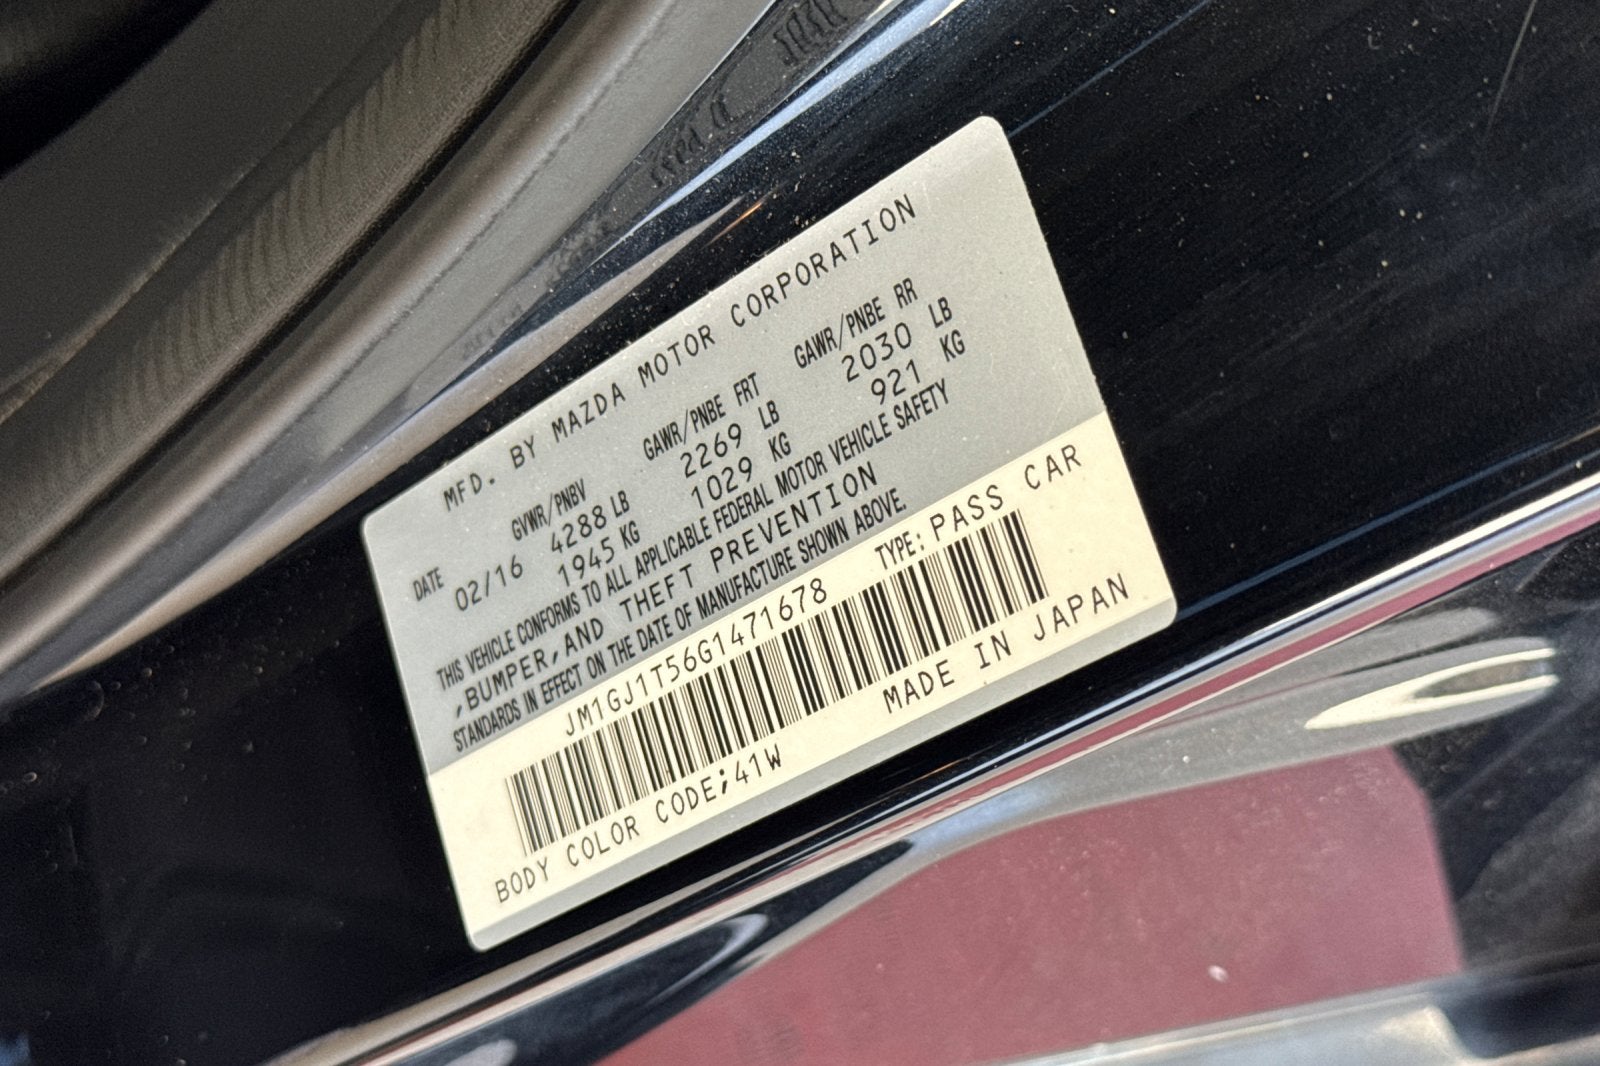 MFD. BY MAZDA MOTOR CORPORATION
DATE GVWR/PNBV GAWR/PNBE FRT GAWR/PNBE RR
02/16 4288 LB 2269 LB 2030 LB
1945 KG 1029 KG 921 KG
THIS VEHICLE CONFORMS TO ALL APPLICABLE FEDERAL MOTOR VEHICLE SAFETY
,BUMPER,AND THEFT PREVENTION
STANDARDS IN EFFECT ON THE DATE OF MANUFACTURE SHOWN ABOVE.
JM1GJ1T56G1471678 TYPE: PASS CAR
BODY COLOR CODE;41W MADE IN JAPAN